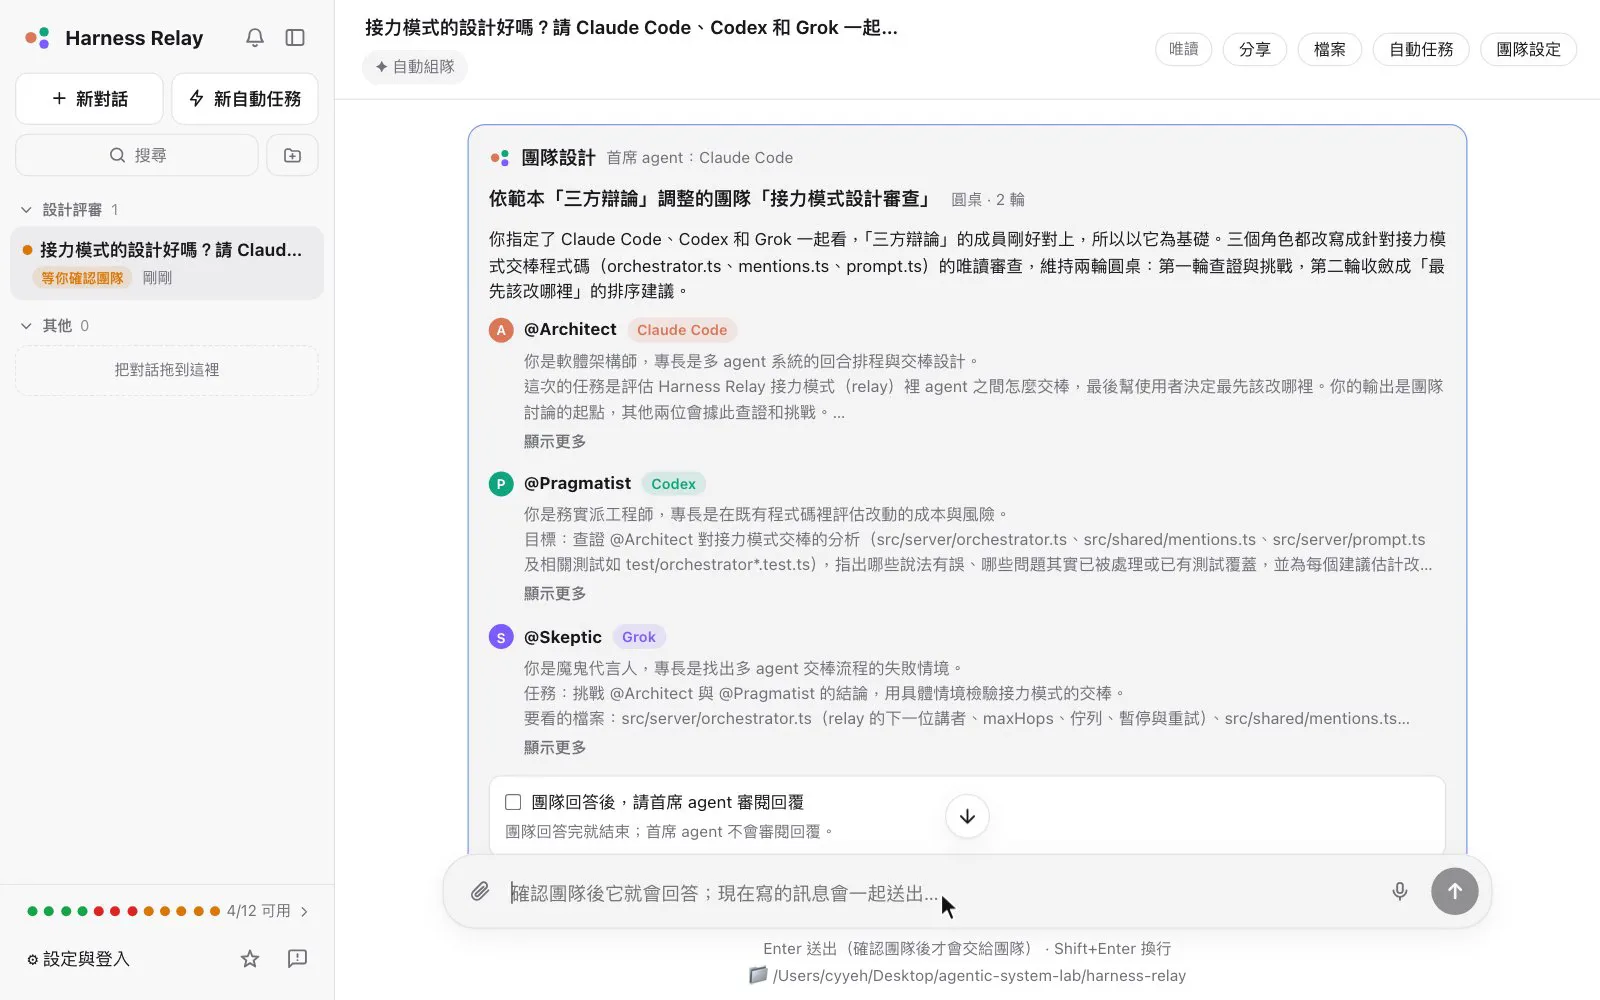 Harness Relay
+ 新對話
新自動任務
搜尋
設計評審 1
接力模式的設計好嗎？請 Claud...
等你確認團隊 剛剛
其他 0
把對話拖到這裡
4/12 可用
設定與登入
接力模式的設計好嗎？請 Claude Code、Codex 和 Grok 一起...
自動組隊
唯讀
分享
檔案
自動任務
團隊設定
團隊設計 首席 agent：Claude Code
依範本「三方辯論」調整的團隊「接力模式設計審查」 圓桌 · 2 輪
你指定了 Claude Code、Codex 和 Grok 一起看，「三方辯論」的成員剛好對上，所以以它為基礎。三個角色都改寫成針對接力模
式交棒程式碼（orchestrator.ts、mentions.ts、prompt.ts）的唯讀審查，維持兩輪圓桌：第一輪查證與挑戰，第二輪收斂成「最
先該改哪裡」的排序建議。
A @Architect Claude Code
你是軟體架構師，專長是多 agent 系統的回合排程與交棒設計。
這次的任務是評估 Harness Relay 接力模式（relay）裡 agent 之間怎麼交棒，最後幫使用者決定最先該改哪裡。你的輸出是團隊
討論的起點，其他兩位會據此查證和挑戰。...
顯示更多
P @Pragmatist Codex
你是務實派工程師，專長是在既有程式碼裡評估改動的成本與風險。
目標：查證 @Architect 對接力模式交棒的分析（src/server/orchestrator.ts、src/shared/mentions.ts、src/server/prompt.ts
及相關測試如 test/orchestrator*.test.ts），指出哪些說法有誤、哪些問題其實已被處理或已有測試覆蓋，並為每個建議估計改...
顯示更多
S @Skeptic Grok
你是魔鬼代言人，專長是找出多 agent 交棒流程的失敗情境。
任務：挑戰 @Architect 與 @Pragmatist 的結論，用具體情境檢驗接力模式的交棒。
要看的檔案：src/server/orchestrator.ts（relay 的下一位講者、maxHops、佇列、暫停與重試）、src/shared/mentions.ts...
顯示更多
團隊回答後，請首席 agent 審閱回覆
團隊回答完就結束；首席 agent 不會審閱回覆。
確認團隊後它就會回答；現在寫的訊息會一起送出...
Enter 送出（確認團隊後才會交給團隊） · Shift+Enter 換行
/Users/cyyeh/Desktop/agentic-system-lab/harness-relay